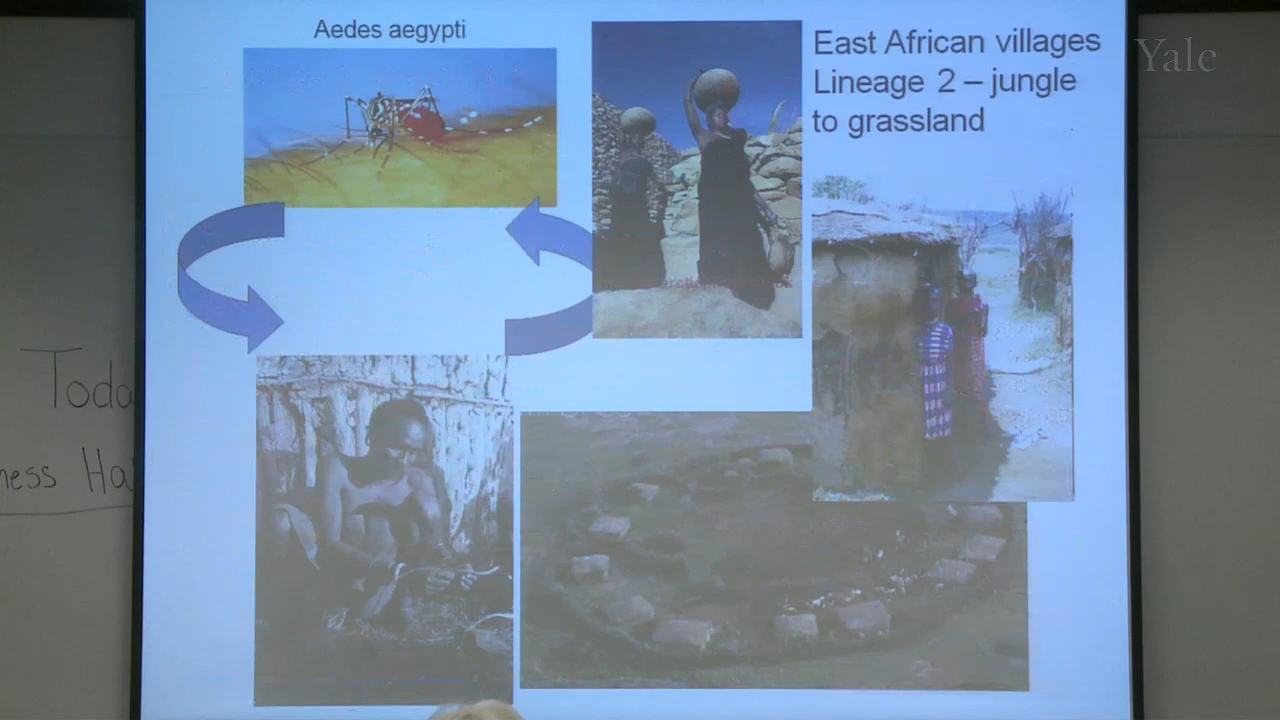 Aedes aegypti
East African villages
Lineage 2 – jungle
to grassland
Yale
Toda
ness Ha